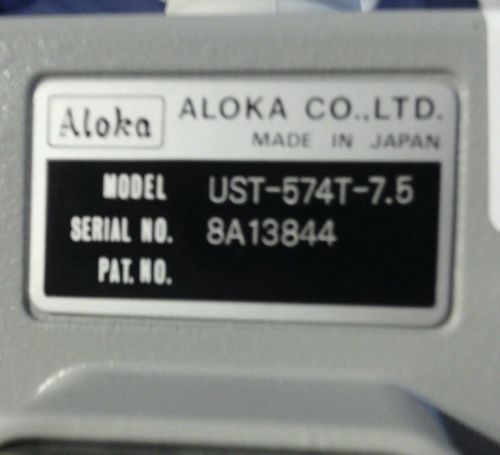 Aloka
ALOKA CO.,LTD.
MADE IN JAPAN
MODEL UST-574T-7.5
SERIAL NO. 8A13844
PAT. NO.